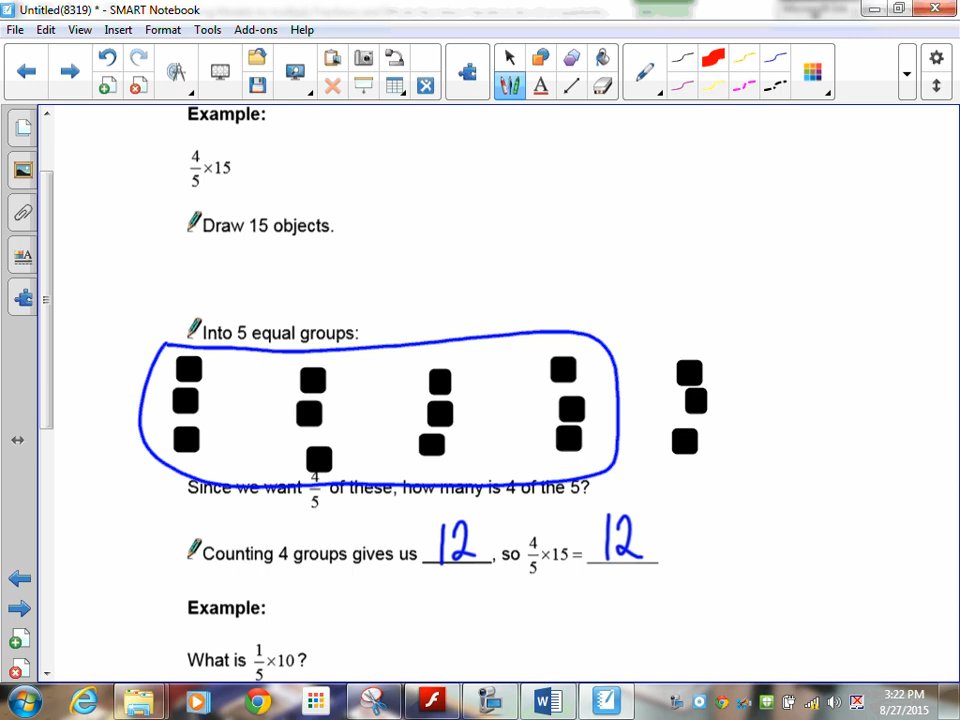 Untitled(8319) * - SMART Notebook
File Edit View Insert Format Tools Add-ons Help
Example:
4/5 ×15
Draw 15 objects.
Into 5 equal groups:
Since we want 4/5 of these, how many is 4 of the 5?
Counting 4 groups gives us 12, so 4/5 ×15 = 12
Example:
What is 1/5 ×10 ?
3:22 PM
8/27/2015